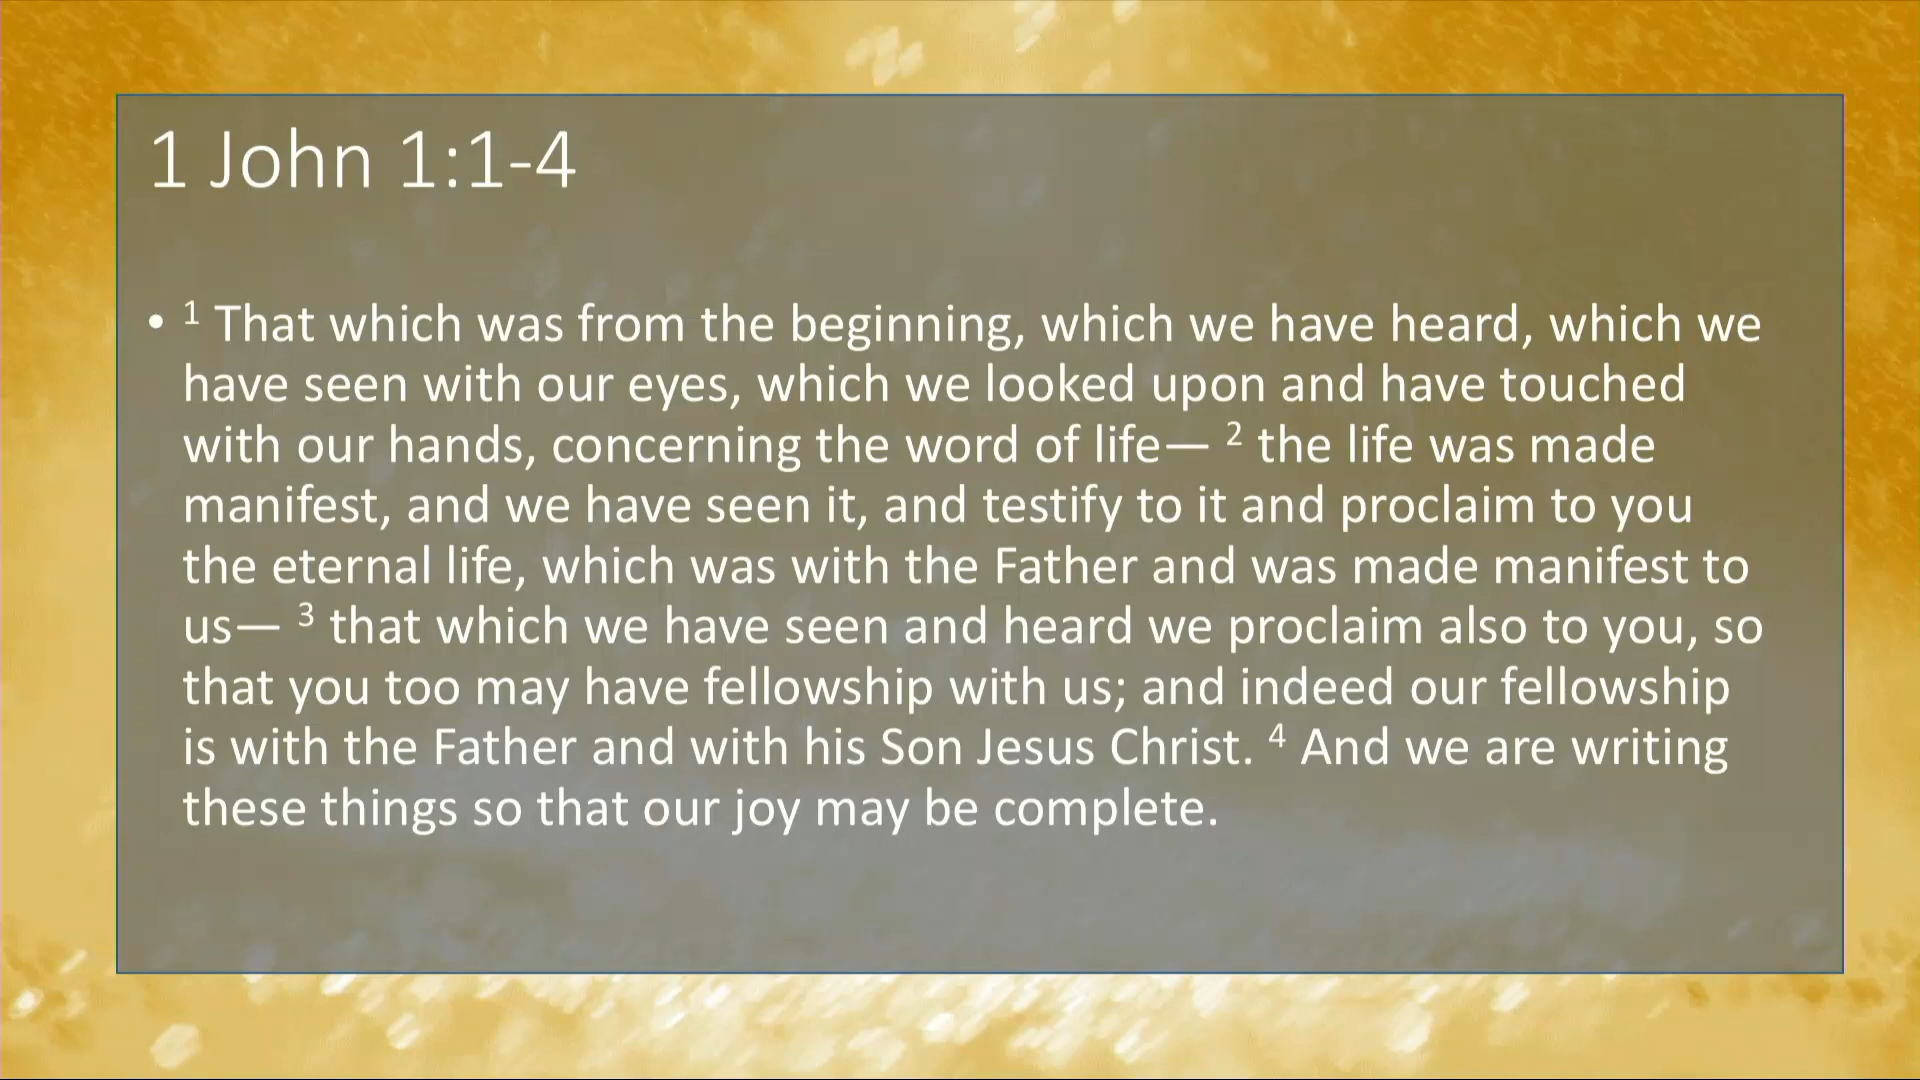 1 John 1:1-4
• 1 That which was from the beginning, which we have heard, which we
have seen with our eyes, which we looked upon and have touched
with our hands, concerning the word of life— 2 the life was made
manifest, and we have seen it, and testify to it and proclaim to you
the eternal life, which was with the Father and was made manifest to
us— 3 that which we have seen and heard we proclaim also to you, so
that you too may have fellowship with us; and indeed our fellowship
is with the Father and with his Son Jesus Christ. 4 And we are writing
these things so that our joy may be complete.